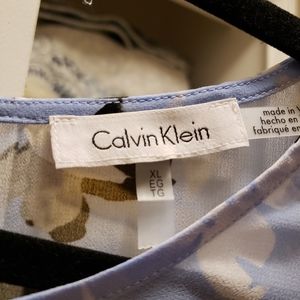 Calvin Klein
XL
EG
TG
made in
hecho en
fabriqué en